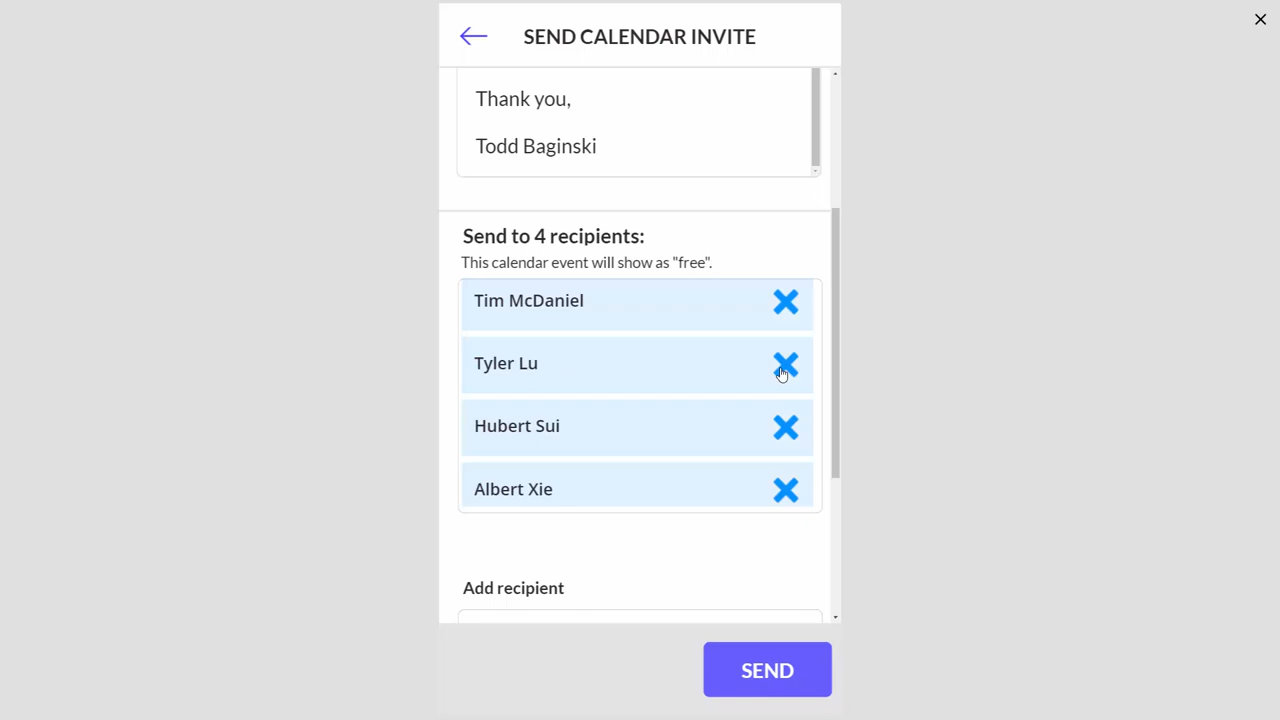 SEND CALENDAR INVITE
Thank you,
Todd Baginski
Send to 4 recipients:
This calendar event will show as "free".
Tim McDaniel
Tyler Lu
Hubert Sui
Albert Xie
Add recipient
SEND